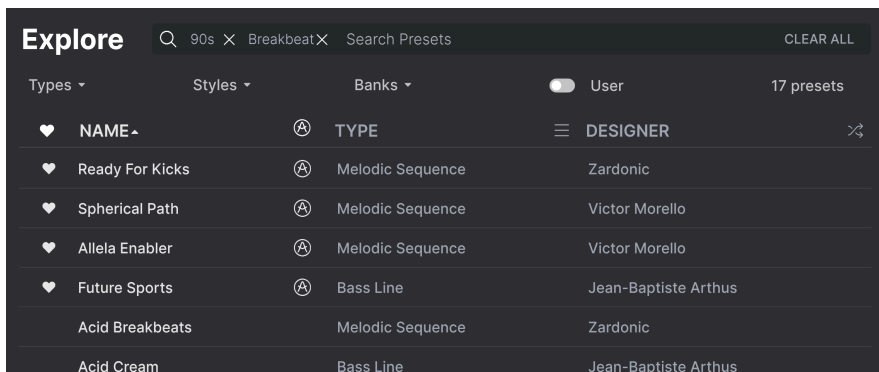 Explore 90s Breakbeat Search Presets CLEAR ALL
Types Styles Banks User 17 presets
NAME TYPE DESIGNER
Ready For Kicks Melodic Sequence Zardonic
Spherical Path Melodic Sequence Victor Morello
Allela Enabler Melodic Sequence Victor Morello
Future Sports Bass Line Jean-Baptiste Arthus
Acid Breakbeats Melodic Sequence Zardonic
Acid Cream Bass Line Jean-Baptiste Arthus